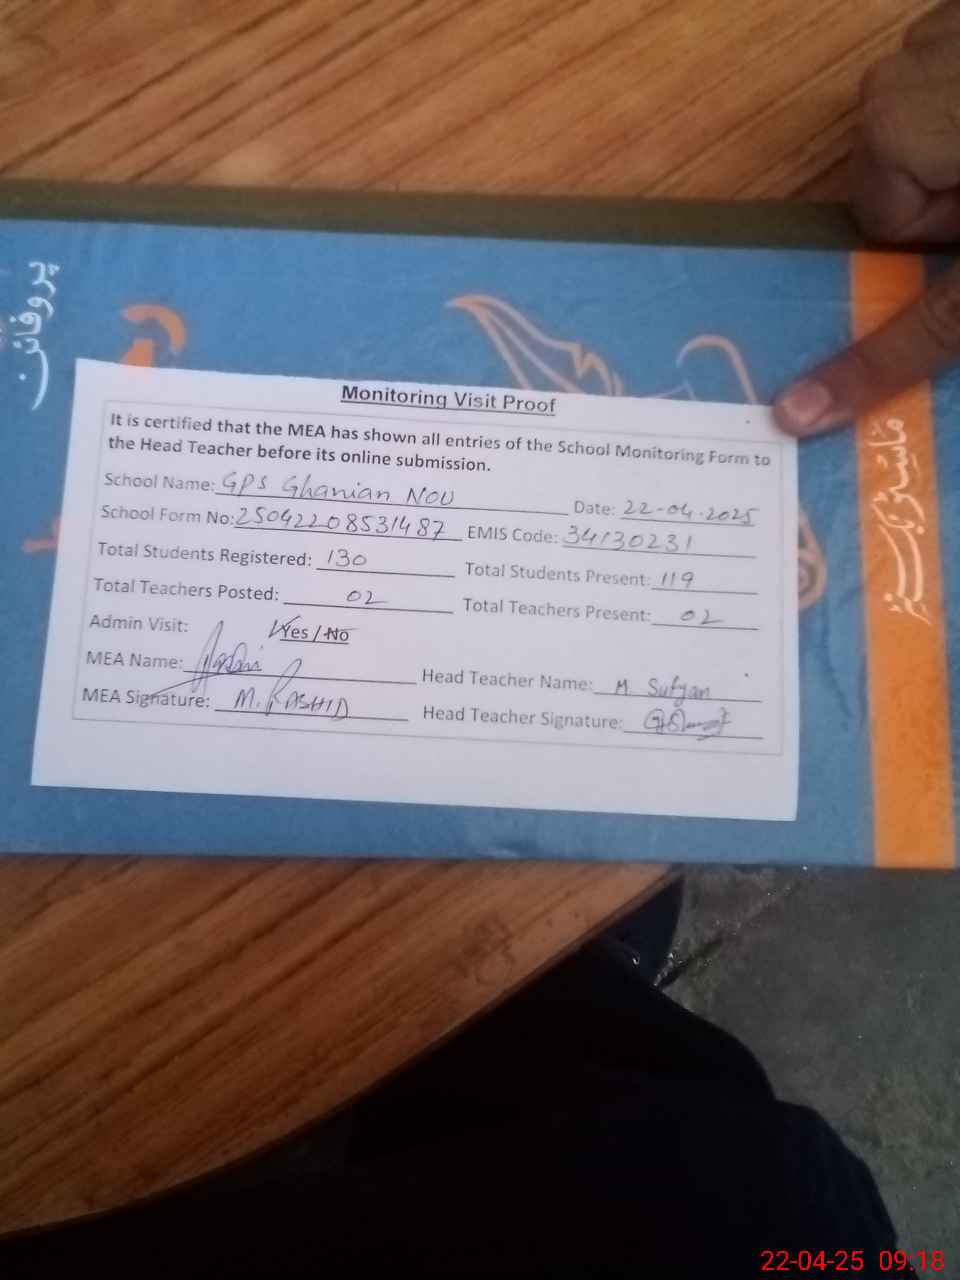 پروفائن
ماسٹر بکس
Monitoring Visit Proof
It is certified that the MEA has shown all entries of the School Monitoring Form to
the Head Teacher before its online submission.
School Name: GPS Ghanian NOU Date: 22-04-2025
School Form No: 25042208531487 EMIS Code: 34130231
Total Students Registered: 130 Total Students Present: 119
Total Teachers Posted: 02 Total Teachers Present: 02
Admin Visit: Yes / No
MEA Name: Head Teacher Name: M Sufyan
MEA Signature: M. RASHID Head Teacher Signature:
22-04-25 09:18